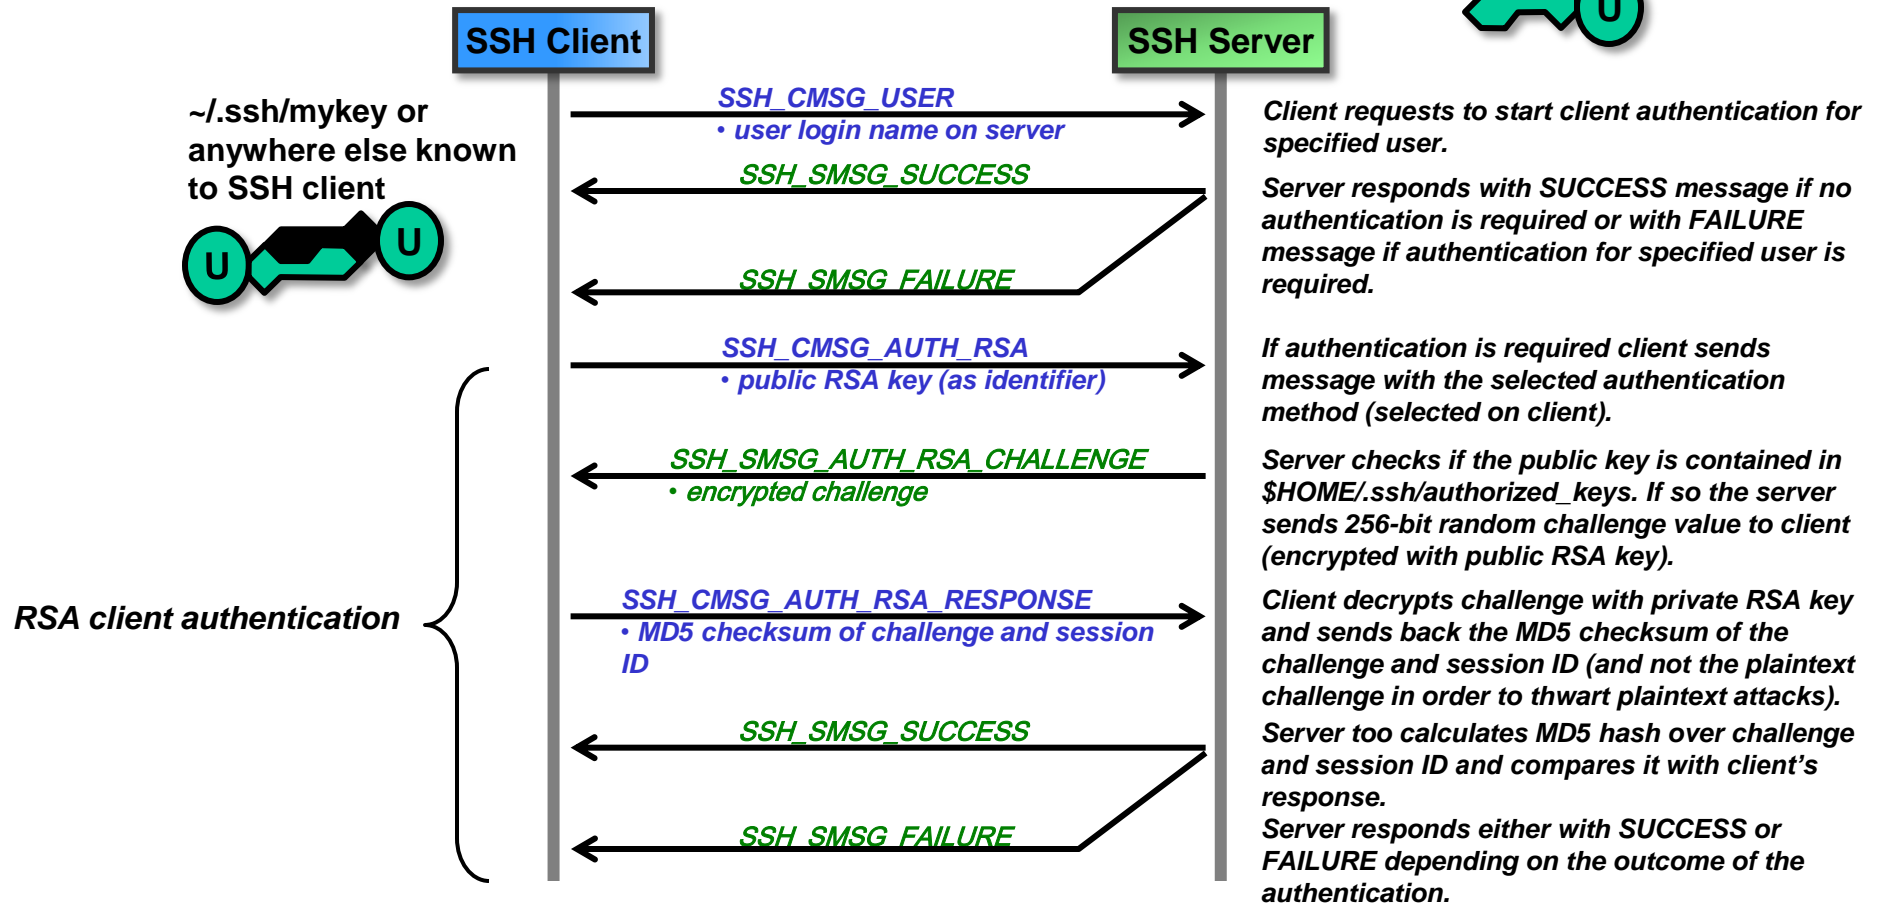 U
SSH Client
SSH Server
~/.ssh/mykey or
anywhere else known
to SSH client
U
U
SSH_CMSG_USER
• user login name on server
Client requests to start client authentication for
specified user.
SSH_SMSG_SUCCESS
SSH_SMSG_FAILURE
Server responds with SUCCESS message if no
authentication is required or with FAILURE
message if authentication for specified user is
required.
SSH_CMSG_AUTH_RSA
• public RSA key (as identifier)
If authentication is required client sends
message with the selected authentication
method (selected on client).
SSH_SMSG_AUTH_RSA_CHALLENGE
• encrypted challenge
Server checks if the public key is contained in
$HOME/.ssh/authorized_keys. If so the server
sends 256-bit random challenge value to client
(encrypted with public RSA key).
RSA client authentication
SSH_CMSG_AUTH_RSA_RESPONSE
• MD5 checksum of challenge and session
ID
Client decrypts challenge with private RSA key
and sends back the MD5 checksum of the
challenge and session ID (and not the plaintext
challenge in order to thwart plaintext attacks).
SSH_SMSG_SUCCESS
SSH_SMSG_FAILURE
Server too calculates MD5 hash over challenge
and session ID and compares it with client’s
response.
Server responds either with SUCCESS or
FAILURE depending on the outcome of the
authentication.